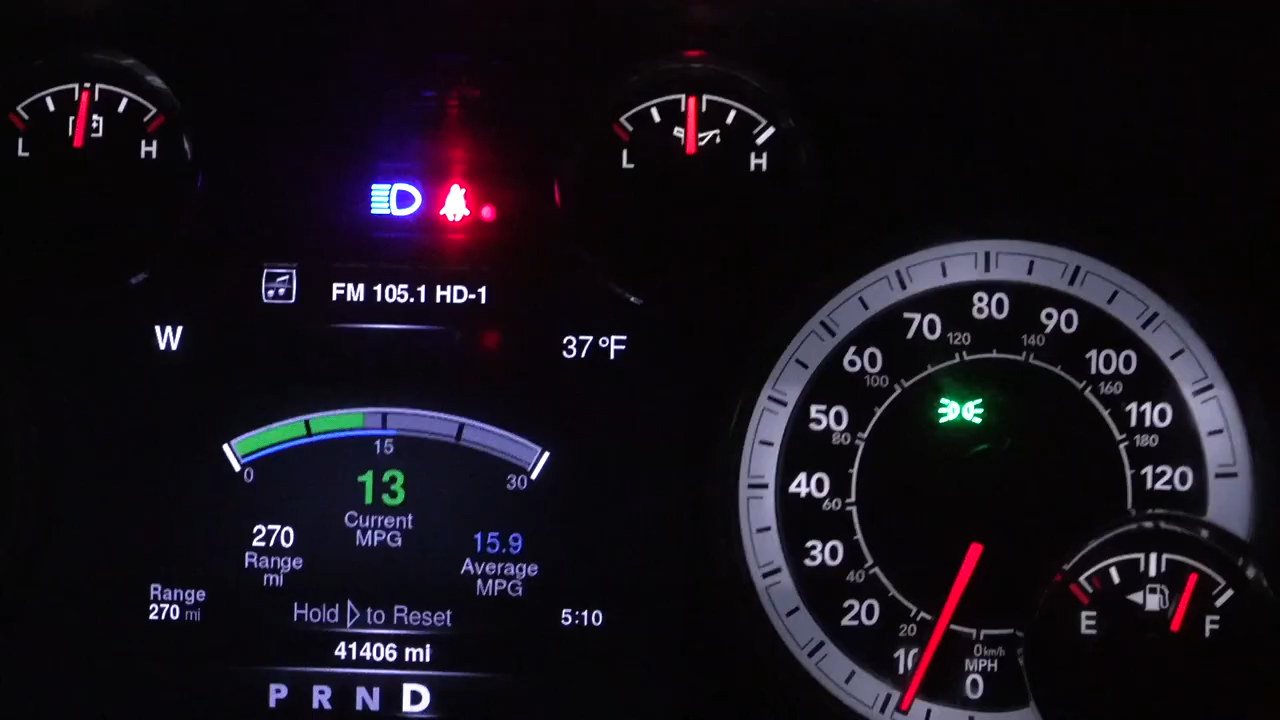 L H
L H
FM 105.1 HD-1
W
37 °F
0 15 30
13
Current
MPG
270
Range
mi
15.9
Average
MPG
Range
270 mi
Hold ▷ to Reset
5:10
41406 mi
P R N D
0 10 20 30 40 50 60 70 80 90 100 110 120
20 40 60 80 100 120 140 160 180
0 km/h
MPH
E F